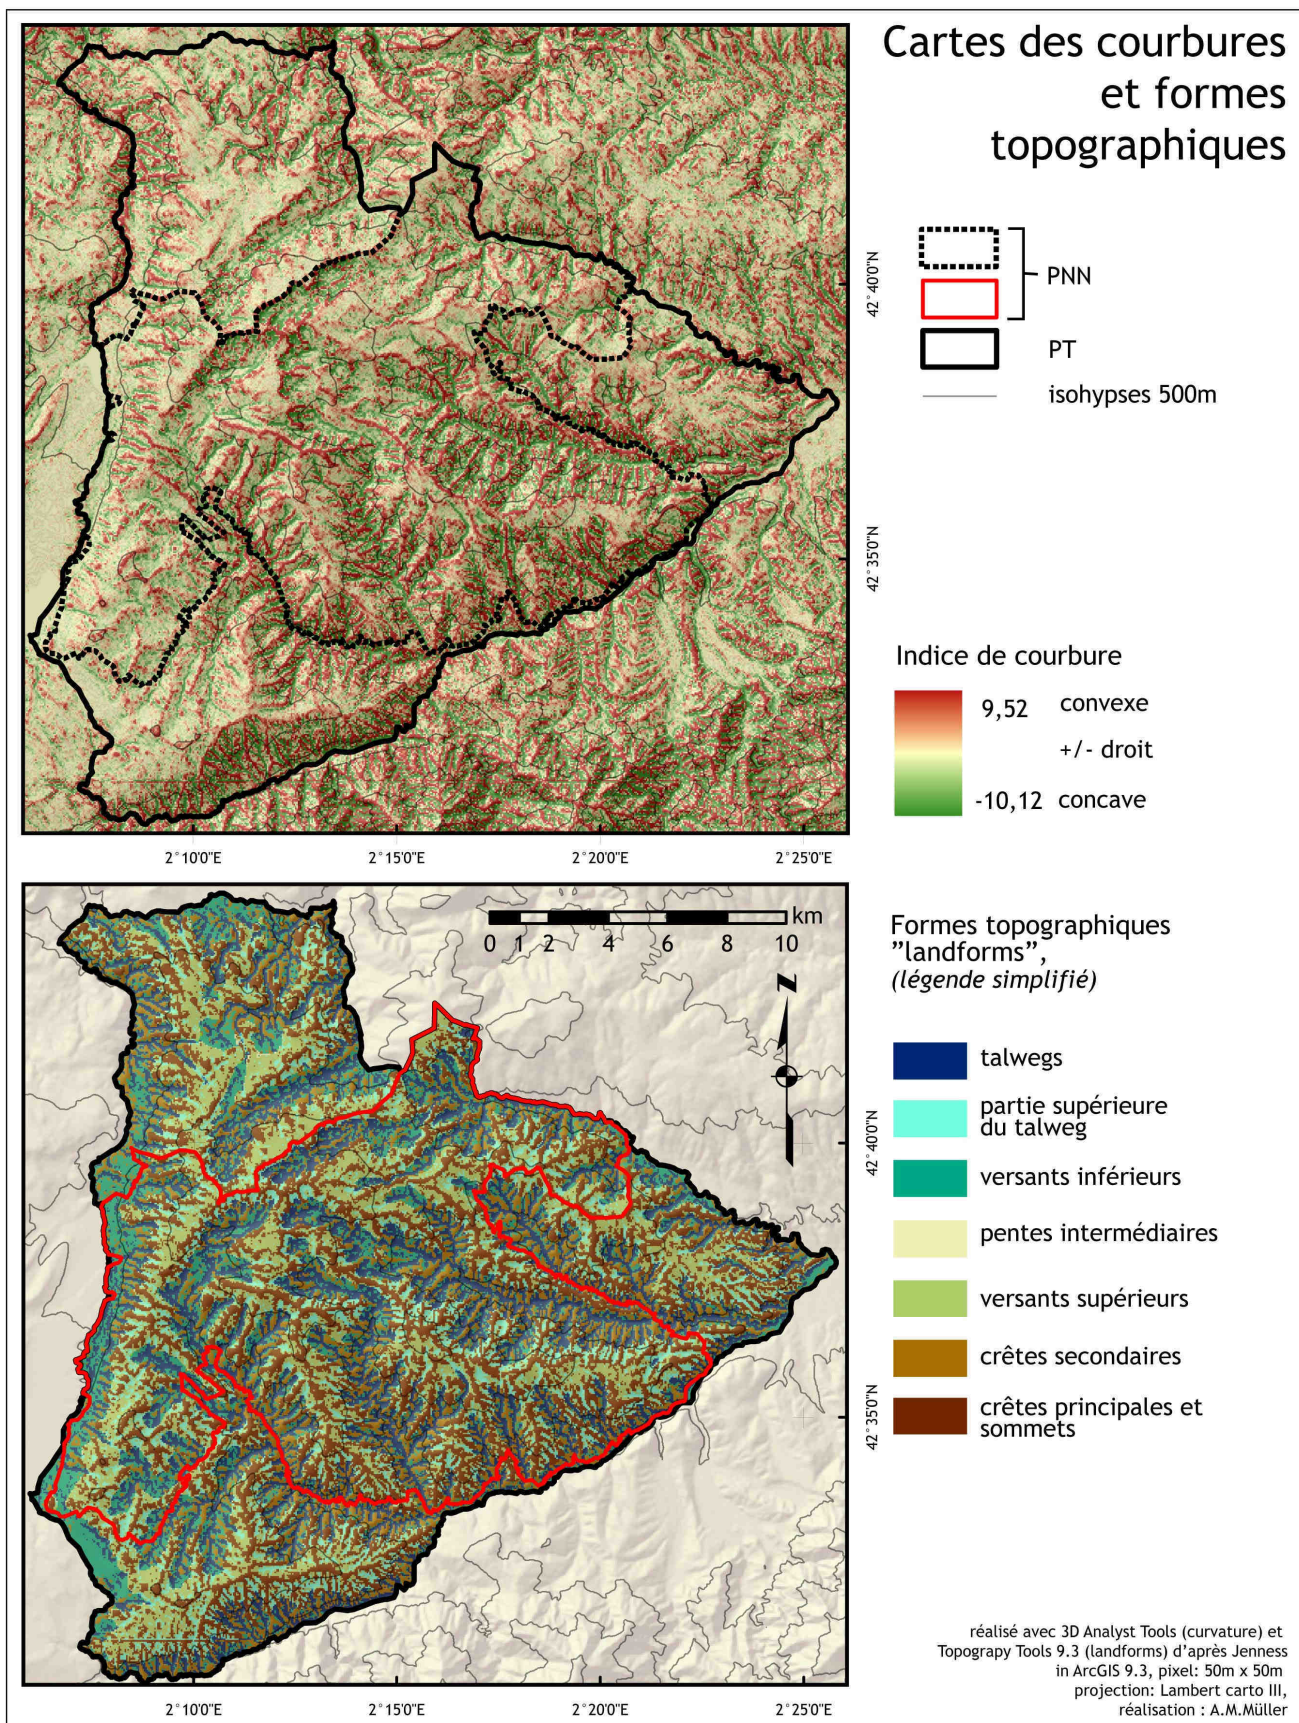 Cartes des courbures
et formes
topographiques
PNN
PT
isohypses 500m
42°40'0"N
42°35'0"N
Indice de courbure
9,52 convexe
+/- droit
-10,12 concave
2°10'0"E 2°15'0"E 2°20'0"E 2°25'0"E
km
0 1 2 4 6 8 10
N
Formes topographiques
”landforms”,
(légende simplifié)
talwegs
partie supérieure
du talweg
versants inférieurs
pentes intermédiaires
versants supérieurs
crêtes secondaires
crêtes principales et
sommets
42°40'0"N
42°35'0"N
réalisé avec 3D Analyst Tools (curvature) et
Topograpy Tools 9.3 (landforms) d’après Jenness
in ArcGIS 9.3, pixel: 50m x 50m
projection: Lambert carto III,
réalisation : A.M.Müller
2°10'0"E 2°15'0"E 2°20'0"E 2°25'0"E